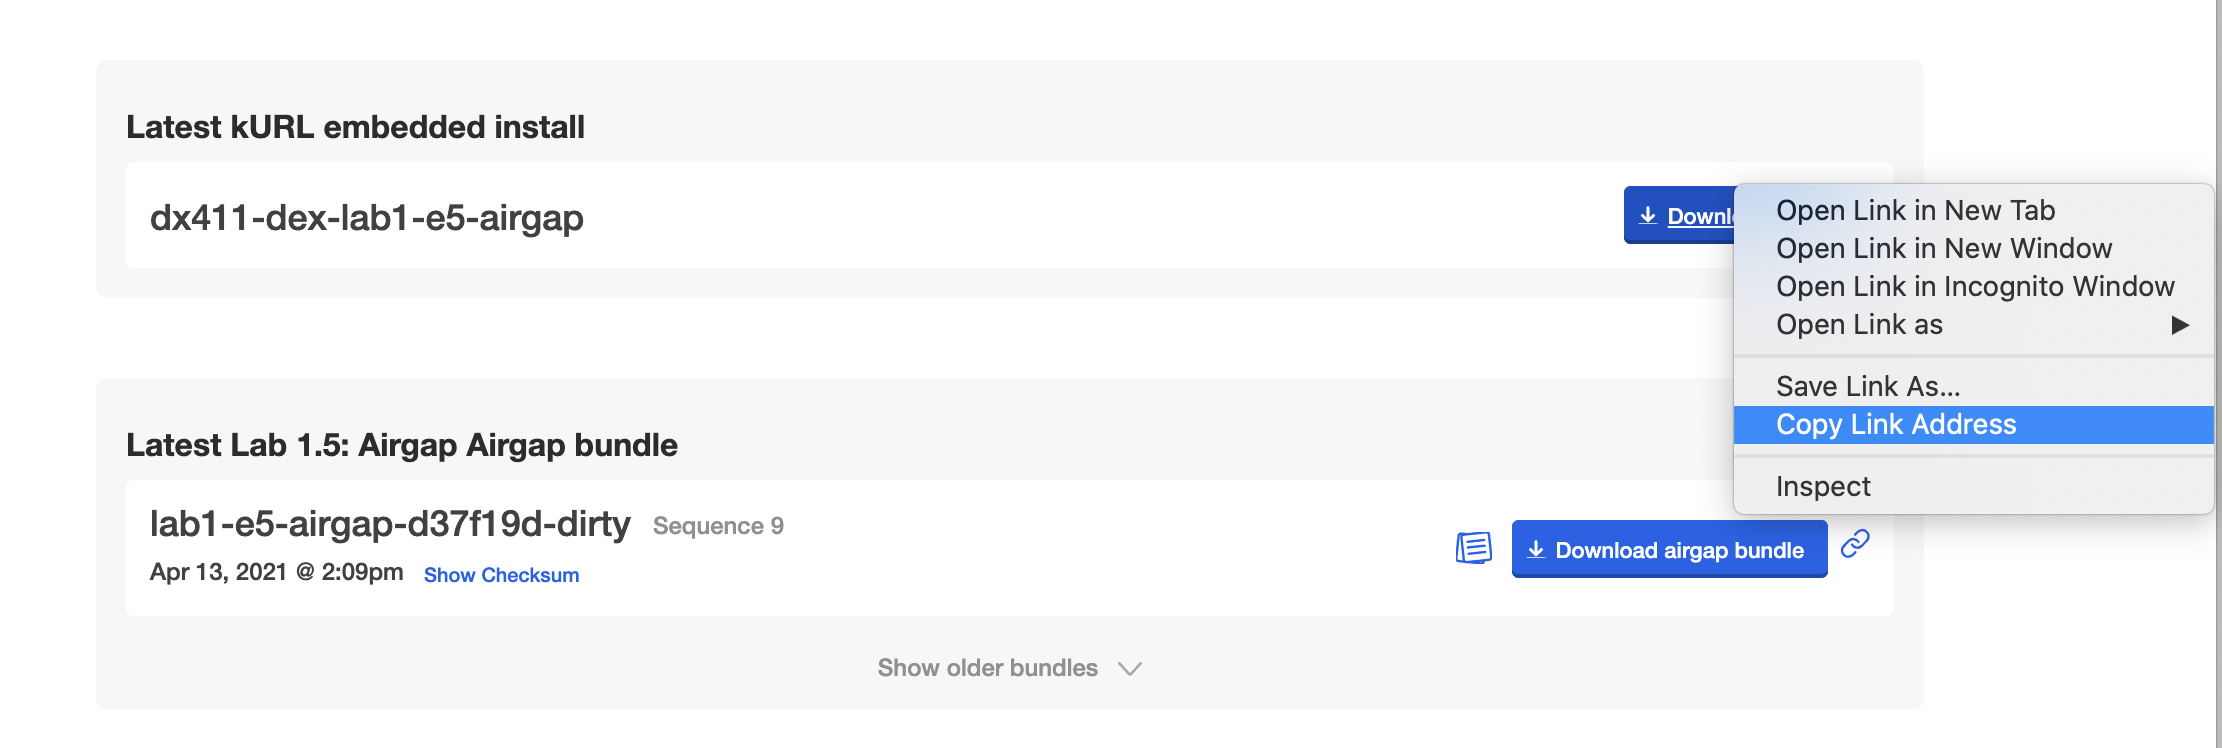 Latest kURL embedded install
dx411-dex-lab1-e5-airgap
Open Link in New Tab
Open Link in New Window
Open Link in Incognito Window
Open Link as
Save Link As...
Copy Link Address
Inspect
Latest Lab 1.5: Airgap Airgap bundle
lab1-e5-airgap-d37f19d-dirty Sequence 9
Apr 13, 2021 @ 2:09pm Show Checksum
Download airgap bundle
Show older bundles